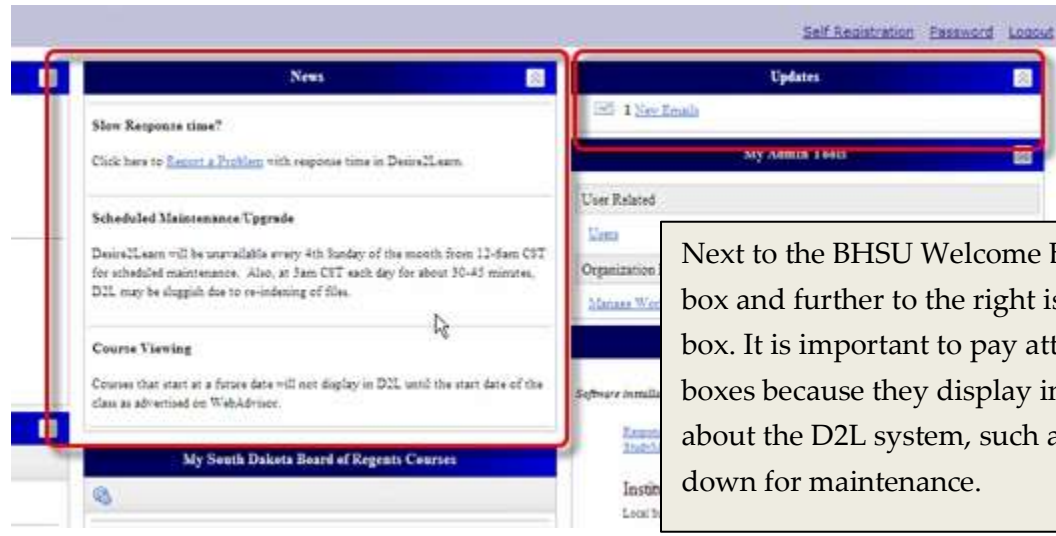 Self Registration Password Logout
News
Slow Response time?
Click here to Report a Problem with response time in Desire2Learn.
Scheduled Maintenance/Upgrade
Desire2Learn will be unavailable every 4th Sunday of the month from 12-6am CST
for scheduled maintenance. Also, at 3am CST each day for about 30-45 minutes,
D2L may be sluggish due to re-indexing of files.
Course Viewing
Courses that start at a future date will not display in D2L until the start date of the
class as advertised on WebAdvisor.
My South Dakota Board of Regents Courses
Updates
1 New Emails
My Admin Tools
User Related
Users
Organization
Manage
Software
Local
Next to the BHSU Welcome
box and further to the right is
box. It is important to pay
boxes because they display
about the D2L system, such
down for maintenance.